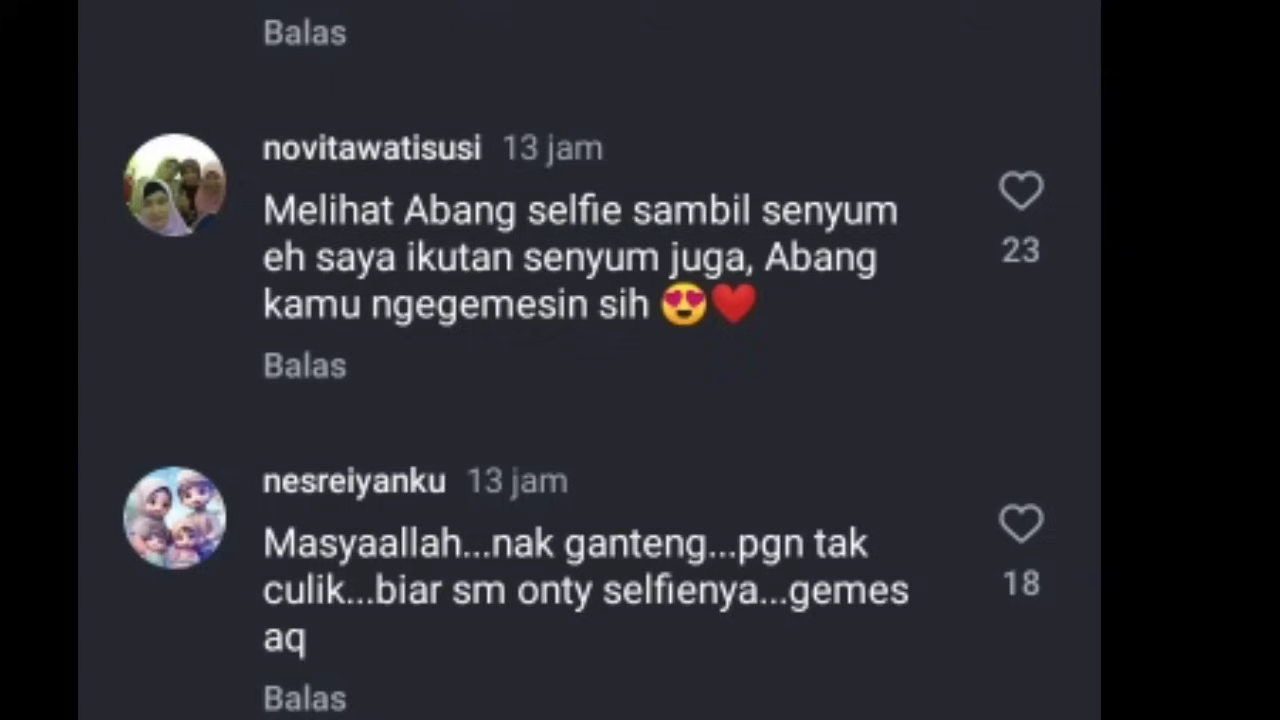 Balas
novitawatisusi 13 jam
Melihat Abang selfie sambil senyum
eh saya ikutan senyum juga, Abang
kamu ngegemesin sih 😍❤️
23
Balas
nesreiyanku 13 jam
Masyaallah...nak ganteng...pgn tak
culik...biar sm onty selfienya...gemes
aq
18
Balas